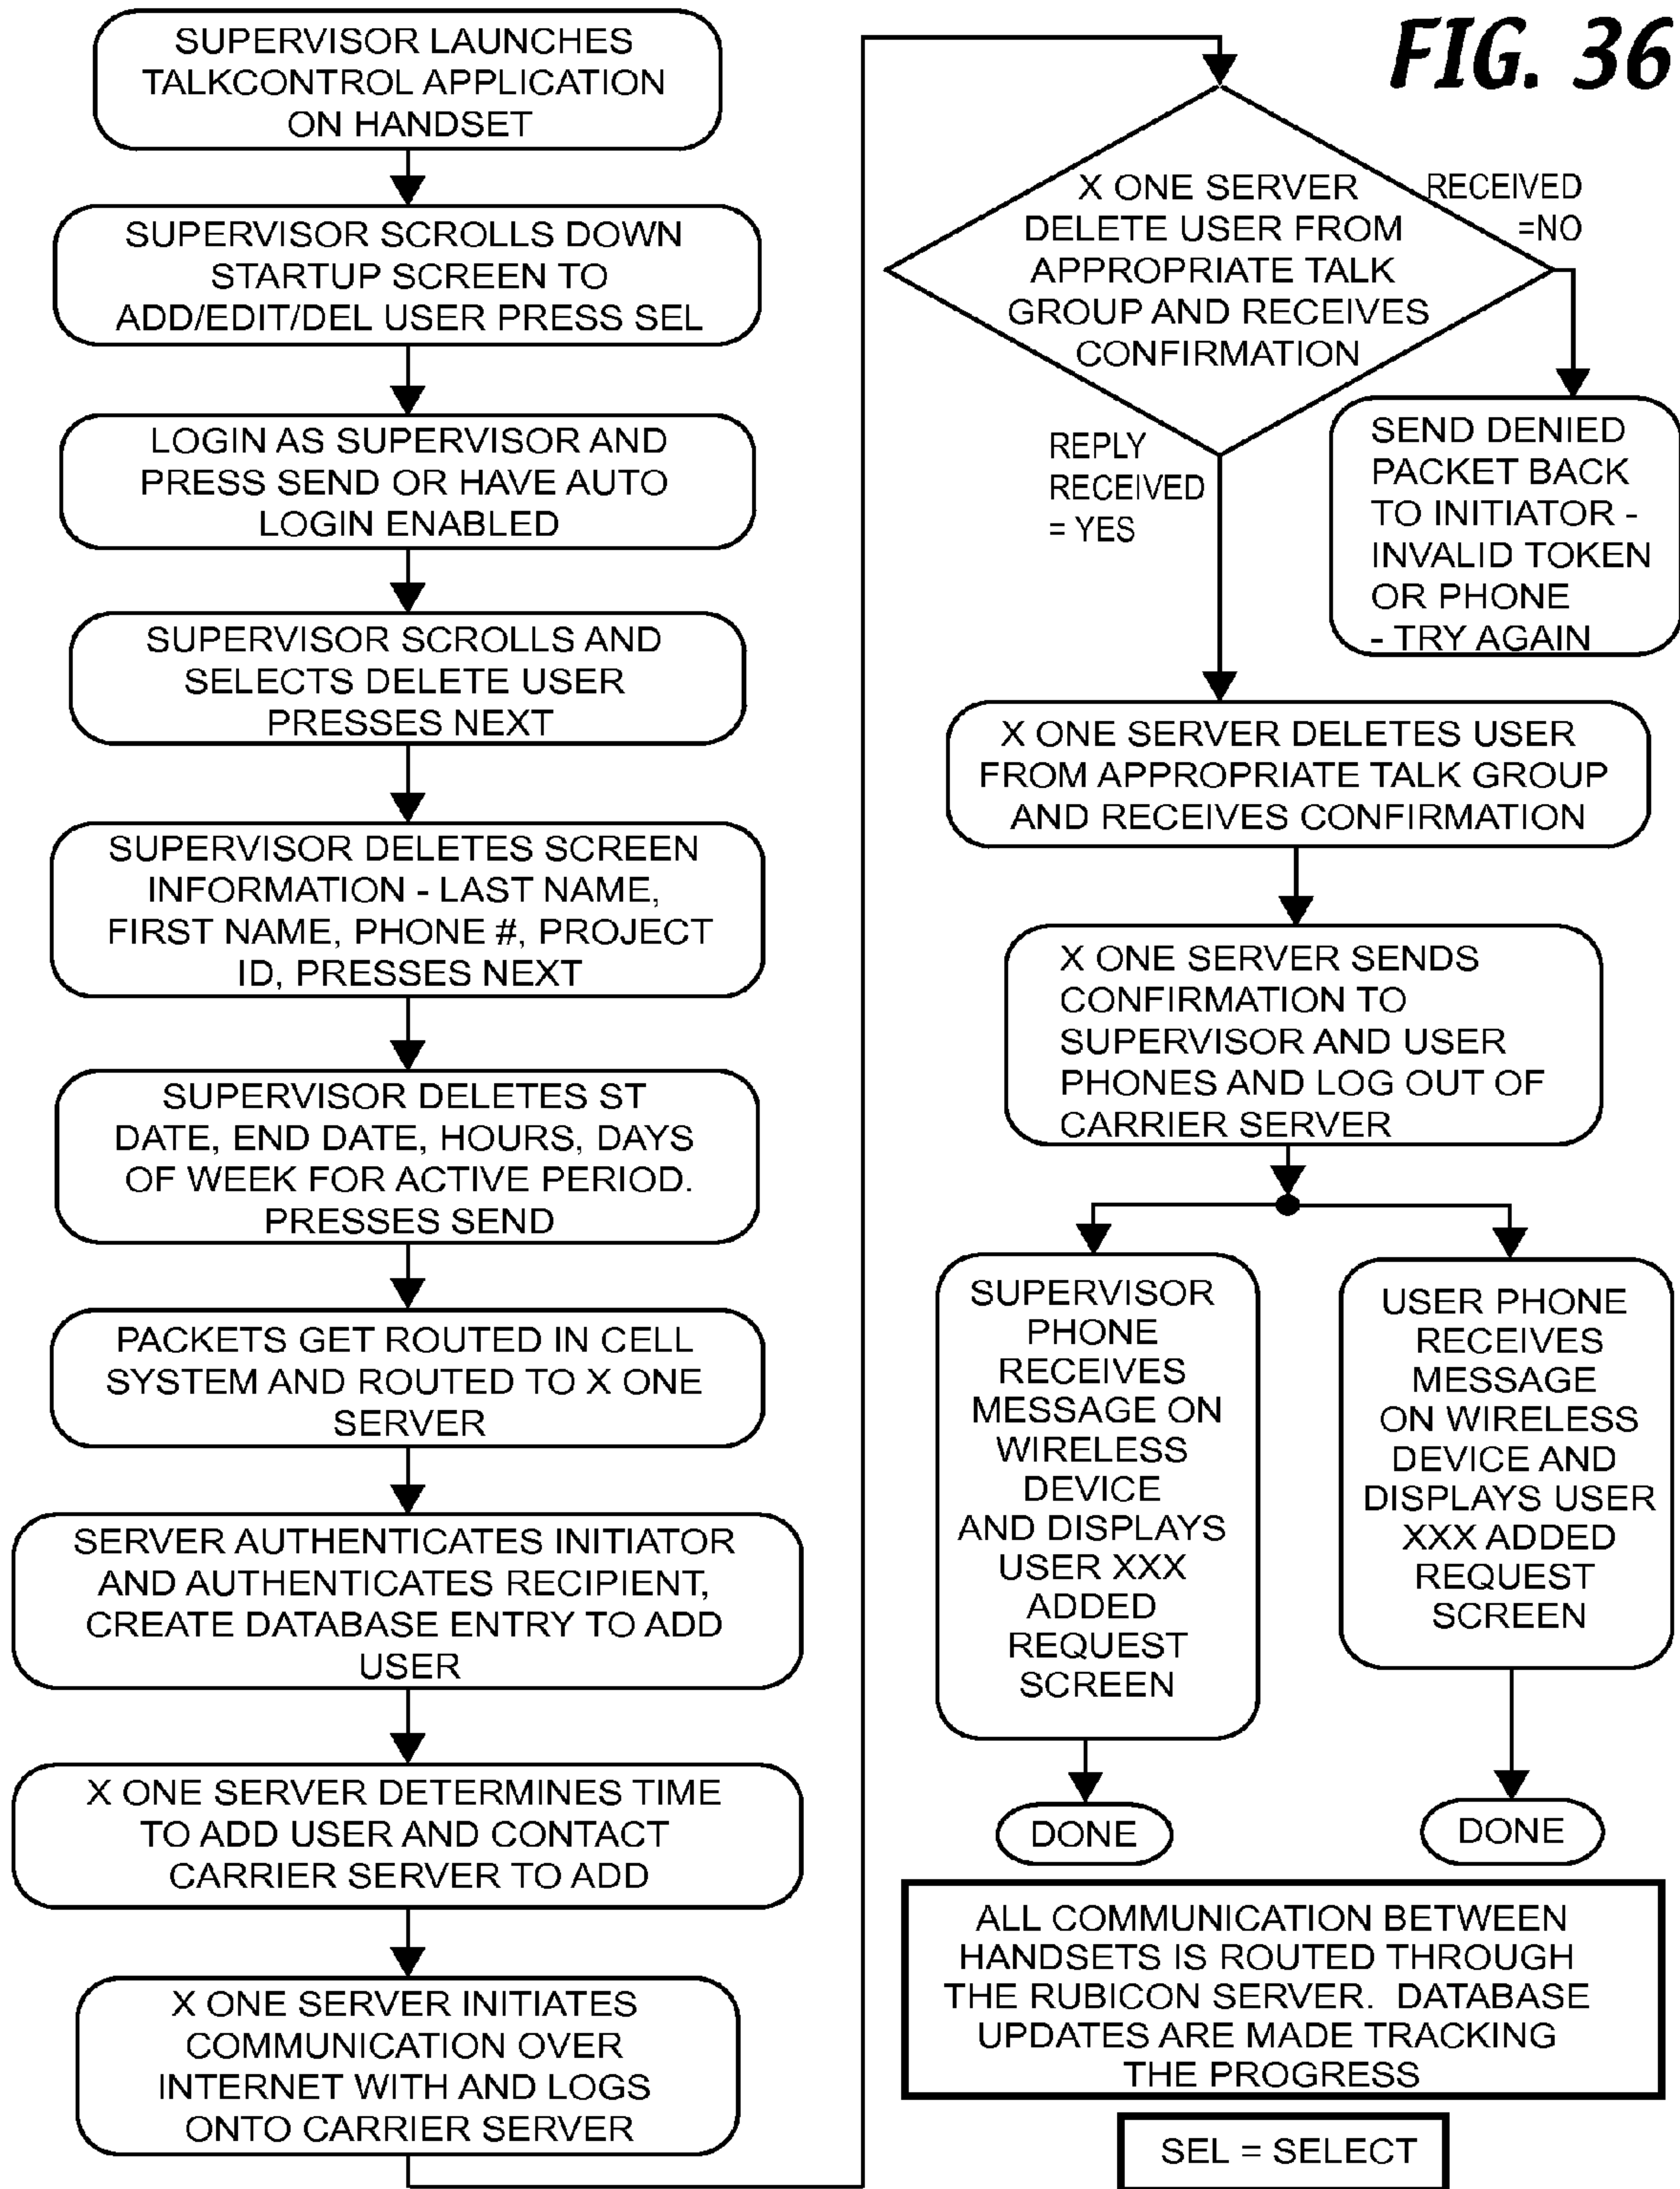 FIG. 36
SUPERVISOR LAUNCHES
TALKCONTROL APPLICATION
ON HANDSET
SUPERVISOR SCROLLS DOWN
STARTUP SCREEN TO
ADD/EDIT/DEL USER PRESS SEL
LOGIN AS SUPERVISOR AND
PRESS SEND OR HAVE AUTO
LOGIN ENABLED
SUPERVISOR SCROLLS AND
SELECTS DELETE USER
PRESSES NEXT
SUPERVISOR DELETES SCREEN
INFORMATION - LAST NAME,
FIRST NAME, PHONE #, PROJECT
ID, PRESSES NEXT
SUPERVISOR DELETES ST
DATE, END DATE, HOURS, DAYS
OF WEEK FOR ACTIVE PERIOD.
PRESSES SEND
PACKETS GET ROUTED IN CELL
SYSTEM AND ROUTED TO X ONE
SERVER
SERVER AUTHENTICATES INITIATOR
AND AUTHENTICATES RECIPIENT,
CREATE DATABASE ENTRY TO ADD
USER
X ONE SERVER DETERMINES TIME
TO ADD USER AND CONTACT
CARRIER SERVER TO ADD
X ONE SERVER INITIATES
COMMUNICATION OVER
INTERNET WITH AND LOGS
ONTO CARRIER SERVER
X ONE SERVER
DELETE USER FROM
APPROPRIATE TALK
GROUP AND RECEIVES
CONFIRMATION
RECEIVED
=NO
SEND DENIED
PACKET BACK
TO INITIATOR -
INVALID TOKEN
OR PHONE
- TRY AGAIN
REPLY
RECEIVED
= YES
X ONE SERVER DELETES USER
FROM APPROPRIATE TALK GROUP
AND RECEIVES CONFIRMATION
X ONE SERVER SENDS
CONFIRMATION TO
SUPERVISOR AND USER
PHONES AND LOG OUT OF
CARRIER SERVER
SUPERVISOR
PHONE
RECEIVES
MESSAGE ON
WIRELESS
DEVICE
AND DISPLAYS
USER XXX
ADDED
REQUEST
SCREEN
DONE
USER PHONE
RECEIVES
MESSAGE
ON WIRELESS
DEVICE AND
DISPLAYS USER
XXX ADDED
REQUEST
SCREEN
DONE
ALL COMMUNICATION BETWEEN
HANDSETS IS ROUTED THROUGH
THE RUBICON SERVER. DATABASE
UPDATES ARE MADE TRACKING
THE PROGRESS
SEL = SELECT